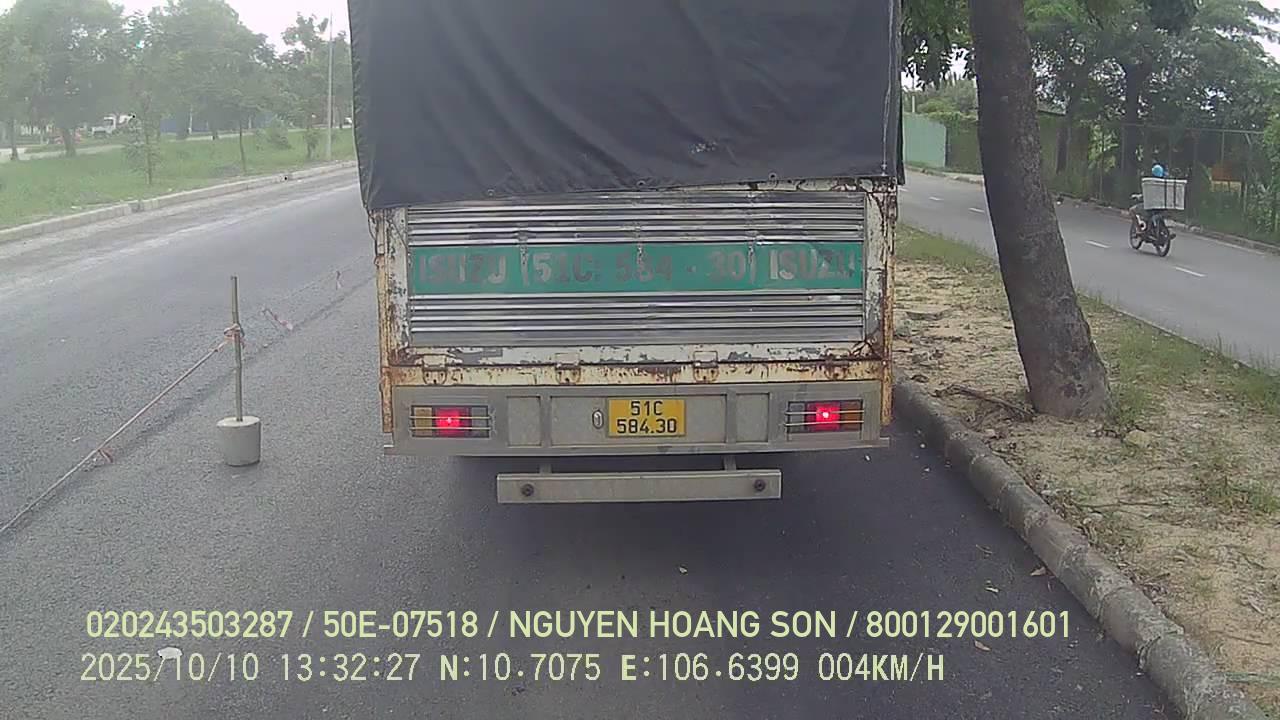 ISUZU (51C: 584 - 30) ISUZU
51C
584.30
020243503287 / 50E-07518 / NGUYEN HOANG SON / 800129001601
2025/10/10 13:32:27 N:10.7075 E:106.6399 004KM/H